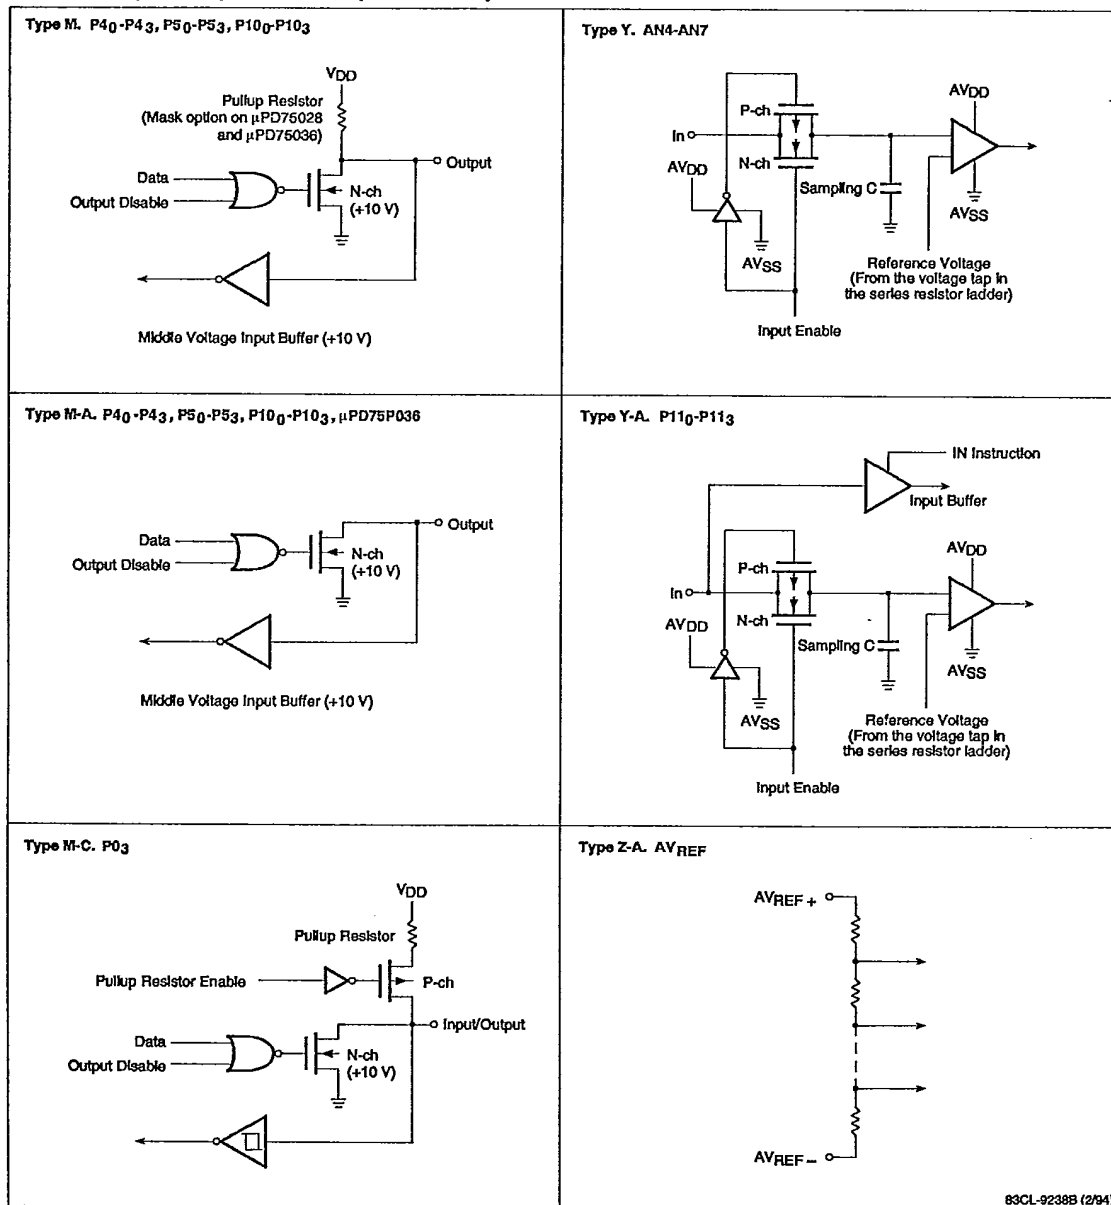 Type M. P40-P43, P50-P53, P100-P103
VDD
Pullup Resistor
(Mask option on µPD75028
and µPD75036)
Output
Data
Output Disable
N-ch
(+10 V)
Middle Voltage Input Buffer (+10 V)
Type Y. AN4-AN7
P-ch
In
N-ch
AVDD
AVSS
Sampling C
AVDD
AVSS
Reference Voltage
(From the voltage tap in
the series resistor ladder)
Input Enable
Type M-A. P40-P43, P50-P53, P100-P103, µPD75P036
Output
Data
Output Disable
N-ch
(+10 V)
Middle Voltage Input Buffer (+10 V)
Type Y-A. P110-P113
IN Instruction
Input Buffer
P-ch
In
N-ch
AVDD
AVSS
Sampling C
AVDD
AVSS
Reference Voltage
(From the voltage tap in
the series resistor ladder)
Input Enable
Type M-C. P03
VDD
Pullup Resistor
Pullup Resistor Enable
P-ch
Input/Output
Data
Output Disable
N-ch
(+10 V)
Type Z-A. AVREF
AVREF +
AVREF –
83CL-9238B (2/94)